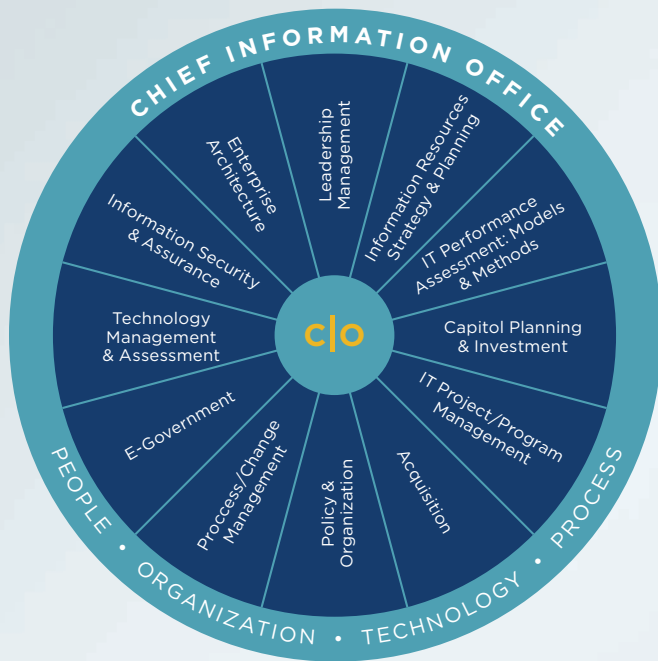 CHIEF INFORMATION OFFICE
Leadership
Management
Information Resources
Strategy & Planning
IT Performance
Assessment: Models
& Methods
Capitol Planning
& Investment
IT Project/Program
Management
Acquisition
Policy &
Organization
Proccess/Change
Management
E-Government
Technology
Management
& Assessment
Information Security
& Assurance
Enterprise
Architecture
c|o
PEOPLE • ORGANIZATION • TECHNOLOGY • PROCESS